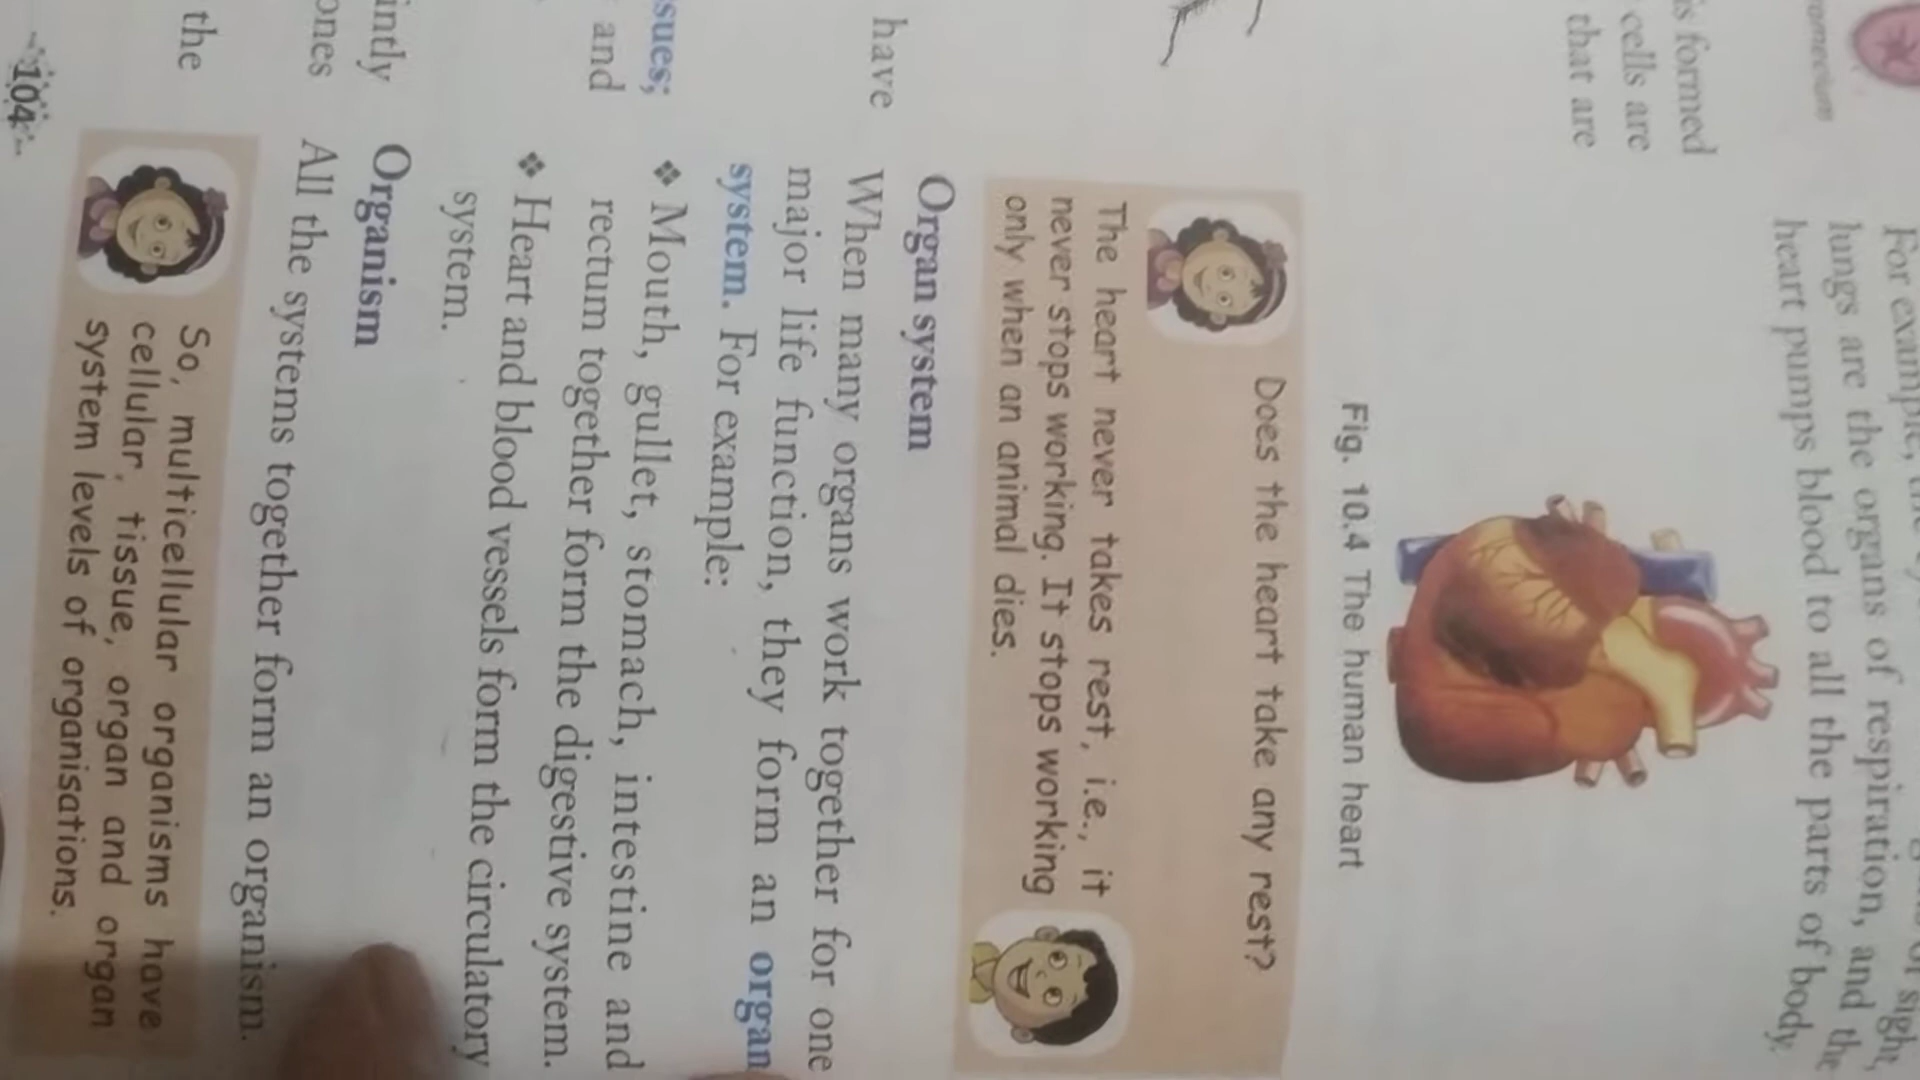 is formed
cells are
that are
have
sues;
and
intly
ones
the
104
For example,
lungs are the organs of respiration, and the
heart pumps blood to all the parts of body.
Fig. 10.4 The human heart
Does the heart take any rest?
The heart never takes rest, i.e., it
never stops working. It stops working
only when an animal dies.
Organ system
When many organs work together for one
major life function, they form an organ
system. For example:
❖ Mouth, gullet, stomach, intestine and
rectum together form the digestive system.
❖ Heart and blood vessels form the circulatory
system.
Organism
All the systems together form an organism.
So, multicellular organisms have
cellular, tissue, organ and organ
system levels of organisations.